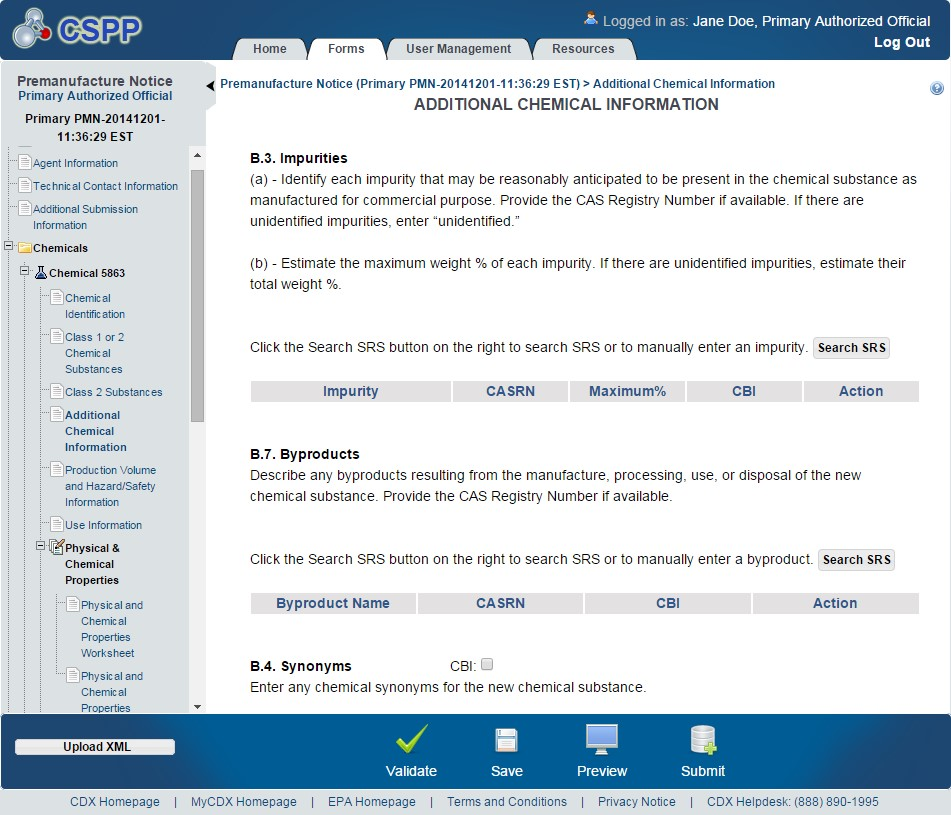 CSPP
Logged in as: Jane Doe, Primary Authorized Official
Log Out
Home
Forms
User Management
Resources
Premanufacture Notice
Primary Authorized Official
Primary PMN-20141201-
11:36:29 EST
Agent Information
Technical Contact Information
Additional Submission
Information
Chemicals
Chemical 5863
Chemical
Identification
Class 1 or 2
Chemical
Substances
Class 2 Substances
Additional
Chemical
Information
Production Volume
and Hazard/Safety
Information
Use Information
Physical &
Chemical
Properties
Physical and
Chemical
Properties
Worksheet
Physical and
Chemical
Properties
Premanufacture Notice (Primary PMN-20141201-11:36:29 EST) > Additional Chemical Information
ADDITIONAL CHEMICAL INFORMATION
B.3. Impurities
(a) - Identify each impurity that may be reasonably anticipated to be present in the chemical substance as
manufactured for commercial purpose. Provide the CAS Registry Number if available. If there are
unidentified impurities, enter “unidentified.”
(b) - Estimate the maximum weight % of each impurity. If there are unidentified impurities, estimate their
total weight %.
Click the Search SRS button on the right to search SRS or to manually enter an impurity. Search SRS
Impurity CASRN Maximum% CBI Action
B.7. Byproducts
Describe any byproducts resulting from the manufacture, processing, use, or disposal of the new
chemical substance. Provide the CAS Registry Number if available.
Click the Search SRS button on the right to search SRS or to manually enter a byproduct. Search SRS
Byproduct Name CASRN CBI Action
B.4. Synonyms CBI:
Enter any chemical synonyms for the new chemical substance.
Upload XML
Validate
Save
Preview
Submit
CDX Homepage | MyCDX Homepage | EPA Homepage | Terms and Conditions | Privacy Notice | CDX Helpdesk: (888) 890-1995